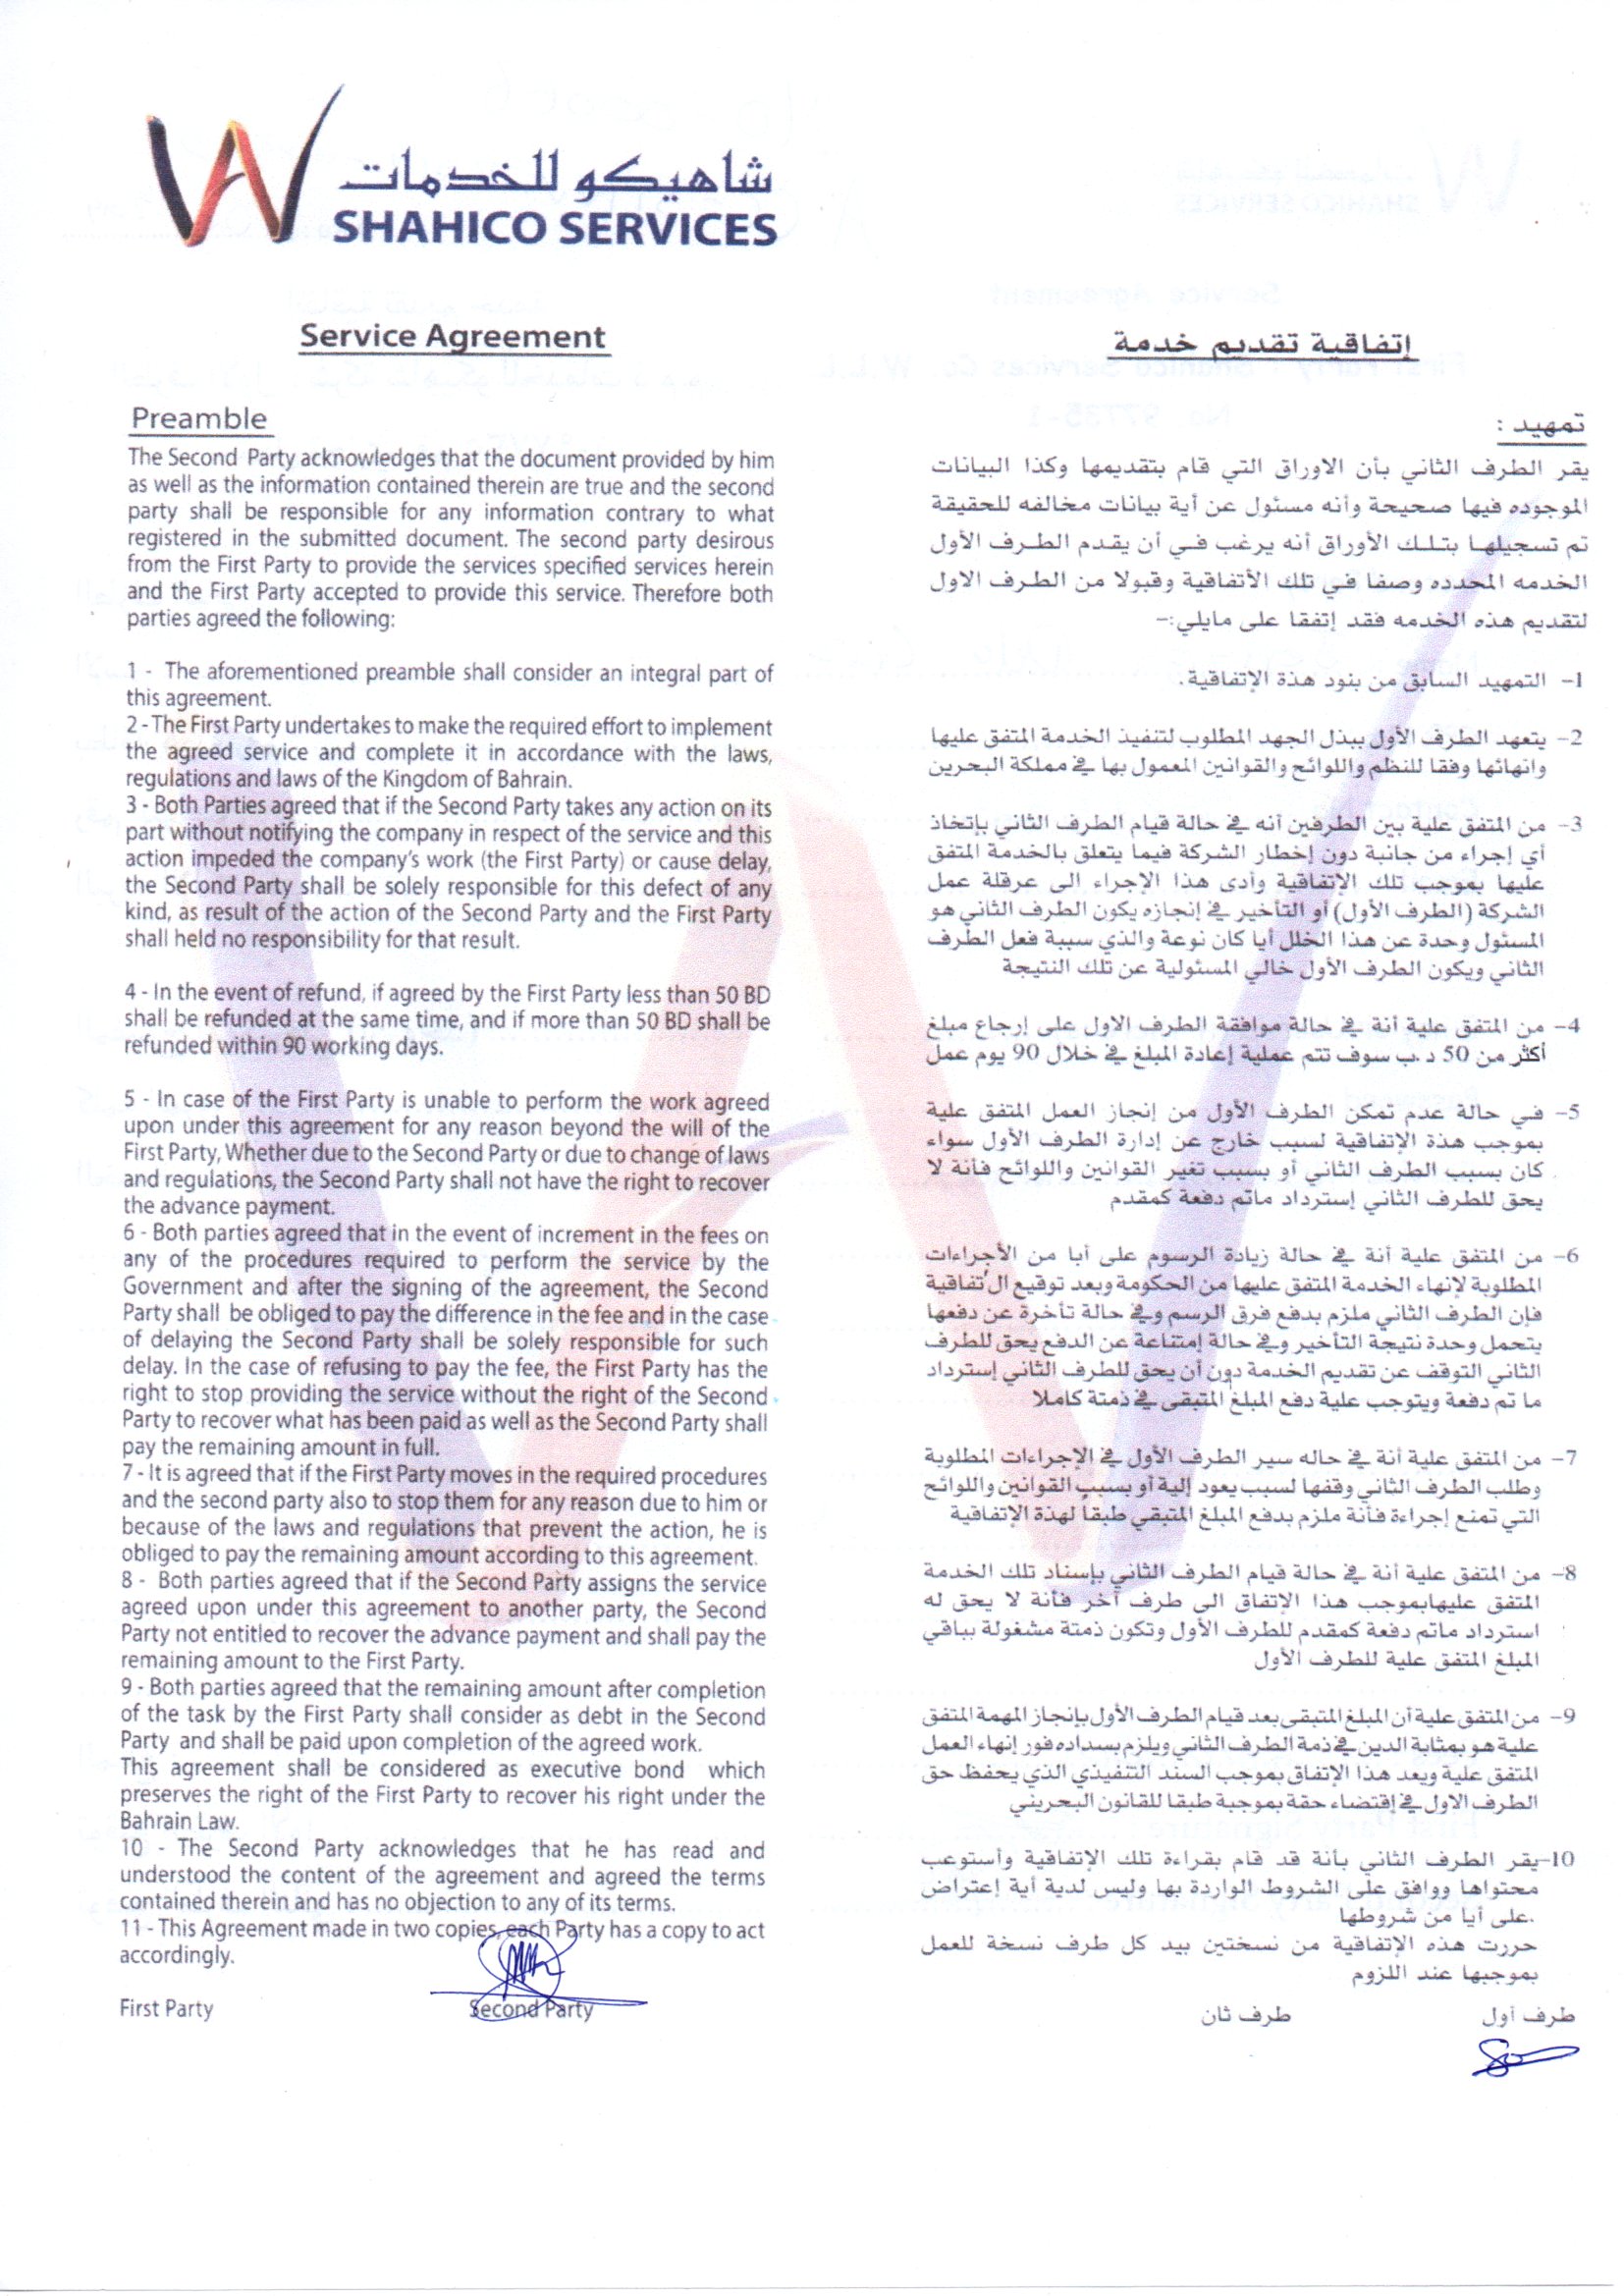 شاهيكو للخدمات
SHAHICO SERVICES
Service Agreement
Preamble
The Second Party acknowledges that the document provided by him
as well as the information contained therein are true and the second
party shall be responsible for any information contrary to what
registered in the submitted document. The second party desirous
from the First Party to provide the services specified services herein
and the First Party accepted to provide this service. Therefore both
parties agreed the following:
1 - The aforementioned preamble shall consider an integral part of
this agreement.
2 - The First Party undertakes to make the required effort to implement
the agreed service and complete it in accordance with the laws,
regulations and laws of the Kingdom of Bahrain.
3 - Both Parties agreed that if the Second Party takes any action on its
part without notifying the company in respect of the service and this
action impeded the company's work (the First Party) or cause delay,
the Second Party shall be solely responsible for this defect of any
kind, as result of the action of the Second Party and the First Party
shall held no responsibility for that result.
4 - In the event of refund, if agreed by the First Party less than 50 BD
shall be refunded at the same time, and if more than 50 BD shall be
refunded within 90 working days.
5 - In case of the First Party is unable to perform the work agreed
upon under this agreement for any reason beyond the will of the
First Party, Whether due to the Second Party or due to change of laws
and regulations, the Second Party shall not have the right to recover
the advance payment.
6 - Both parties agreed that in the event of increment in the fees on
any of the procedures required to perform the service by the
Government and after the signing of the agreement, the Second
Party shall be obliged to pay the difference in the fee and in the case
of delaying the Second Party shall be solely responsible for such
delay. In the case of refusing to pay the fee, the First Party has the
right to stop providing the service without the right of the Second
Party to recover what has been paid as well as the Second Party shall
pay the remaining amount in full.
7 - It is agreed that if the First Party moves in the required procedures
and the second party also to stop them for any reason due to him or
because of the laws and regulations that prevent the action, he is
obliged to pay the remaining amount according to this agreement.
8 - Both parties agreed that if the Second Party assigns the service
agreed upon under this agreement to another party, the Second
Party not entitled to recover the advance payment and shall pay the
remaining amount to the First Party.
9 - Both parties agreed that the remaining amount after completion
of the task by the First Party shall consider as debt in the Second
Party and shall be paid upon completion of the agreed work.
This agreement shall be considered as executive bond which
preserves the right of the First Party to recover his right under the
Bahrain Law.
10 - The Second Party acknowledges that he has read and
understood the content of the agreement and agreed the terms
contained therein and has no objection to any of its terms.
11 - This Agreement made in two copies, each Party has a copy to act
accordingly.
First Party Second Party
إتفاقية تقديم خدمة
تمهيد :
يقر الطرف الثاني بأن الاوراق التي قام بتقديمها وكذا البيانات
الموجوده فيها صحيحة وأنه مسئول عن أية بيانات مخالفه للحقيقة
تم تسجيلها بتلك الأوراق أنه يرغب في أن يقدم الطرف الأول
الخدمه المحدده وصفا في تلك الأتفاقية وقبولا من الطرف الاول
لتقديم هذه الخدمه فقد إتفقا على مايلي:-
1- التمهيد السابق من بنود هذة الإتفاقية.
2- يتعهد الطرف الأول ببذل الجهد المطلوب لتنفيذ الخدمة المتفق عليها
وانهائها وفقا للنظم واللوائح والقوانين المعمول بها في مملكة البحرين
3- من المتفق علية بين الطرفين أنه في حالة قيام الطرف الثاني بإتخاذ
أي إجراء من جانبة دون إخطار الشركة فيما يتعلق بالخدمة المتفق
عليها بموجب تلك الإتفاقية وأدى هذا الإجراء الى عرقلة عمل
الشركة (الطرف الأول) أو التأخير في إنجازه يكون الطرف الثاني هو
المسئول وحدة عن هذا الخلل أيا كان نوعة والذي سببة فعل الطرف
الثاني ويكون الطرف الأول خالي المسئولية عن تلك النتيجة
4- من المتفق علية أنة في حالة موافقة الطرف الاول على إرجاع مبلغ
أكثر من 50 د.ب سوف تتم عملية إعادة المبلغ في خلال 90 يوم عمل
5- في حالة عدم تمكن الطرف الأول من إنجاز العمل المتفق علية
بموجب هذة الإتفاقية لسبب خارج عن إدارة الطرف الأول سواء
كان بسبب الطرف الثاني أو بسبب تغير القوانين واللوائح فأنة لا
يحق للطرف الثاني إسترداد ماتم دفعة كمقدم
6- من المتفق علية أنة في حالة زيادة الرسوم على أيا من الأجراءات
المطلوبة لإنهاء الخدمة المتفق عليها من الحكومة وبعد توقيع ال تفاقية
فإن الطرف الثاني ملزم بدفع فرق الرسم وفي حالة تأخرة عن دفعها
يتحمل وحدة نتيجة التأخير وفي حالة إمتناعة عن الدفع يحق للطرف
الثاني التوقف عن تقديم الخدمة دون أن يحق للطرف الثاني إسترداد
ما تم دفعة ويتوجب علية دفع المبلغ المتبقى في ذمتة كاملا
7- من المتفق علية أنة في حاله سير الطرف الأول في الإجراءات المطلوبة
وطلب الطرف الثاني وقفها لسبب يعود إلية أو بسبب القوانين واللوائح
التي تمنع إجراءة فأنة ملزم بدفع المبلغ المتبقي طبقاً لهذة الإتفاقية
8- من المتفق علية أنة في حالة قيام الطرف الثاني بإسناد تلك الخدمة
المتفق عليهابموجب هذا الإتفاق الى طرف آخر فأنة لا يحق له
استرداد ماتم دفعة كمقدم للطرف الأول وتكون ذمتة مشغولة بباقي
المبلغ المتفق علية للطرف الأول
9- من المتفق علية أن المبلغ المتبقى بعد قيام الطرف الأول بإنجاز المهمة المتفق
علية هو بمثابة الدين في ذمة الطرف الثاني ويلزم بسداده فور إنهاء العمل
المتفق علية ويعد هذا الإتفاق بموجب السند التنفيذي الذي يحفظ حق
الطرف الاول في إقتضاء حقة بموجبة طبقا للقانون البحريني
10-يقر الطرف الثاني بأنة قد قام بقراءة تلك الإتفاقية وأستوعب
محتواها ووافق على الشروط الواردة بها وليس لدية أية إعتراض
على أيا من شروطها.
حررت هذه الإتفاقية من نسختين بيد كل طرف نسخة للعمل
بموجبها عند اللزوم
طرف أول طرف ثان